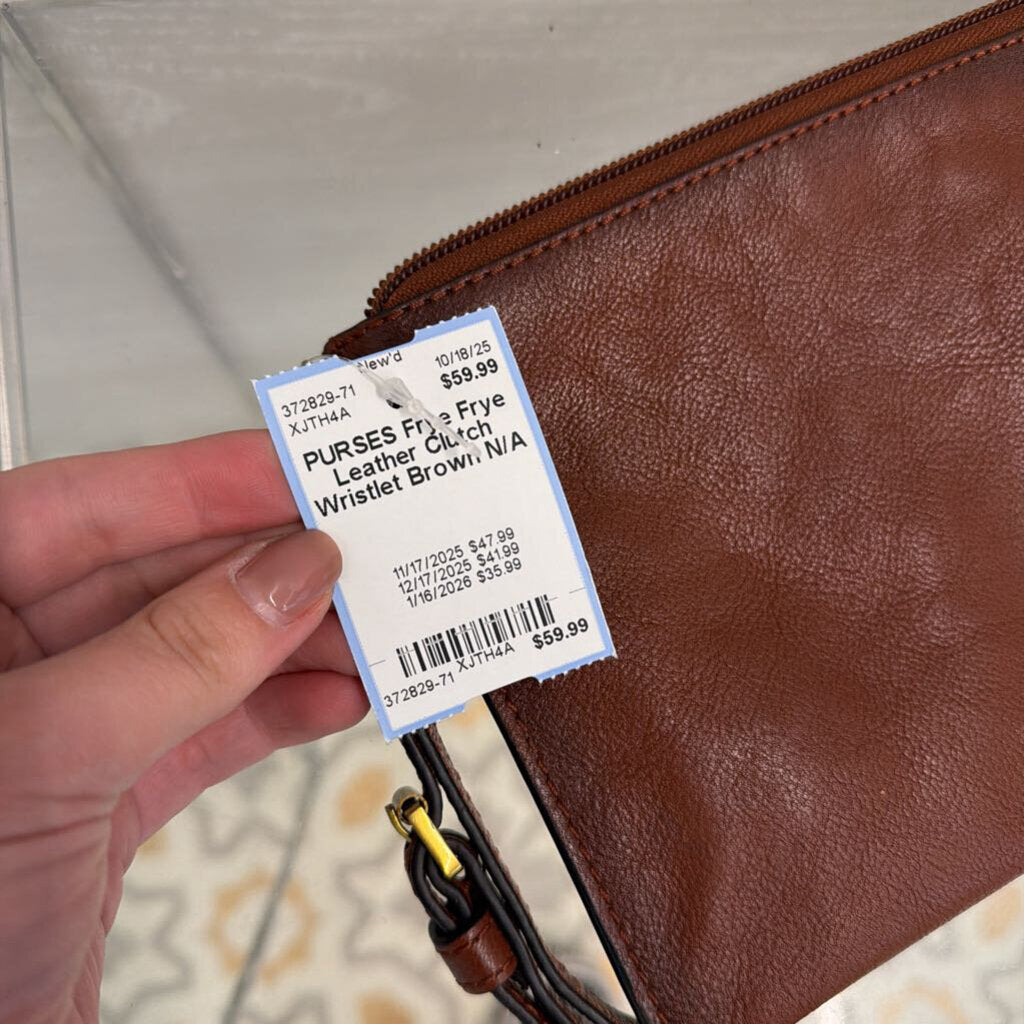 New'd 10/18/25
372829-71 $59.99
XJTH4A
PURSES Frye Frye
Leather Clutch
Wristlet Brown N/A
11/17/2025 $47.99
12/17/2025 $41.99
1/16/2026 $35.99
XJTH4A $59.99
372829-71